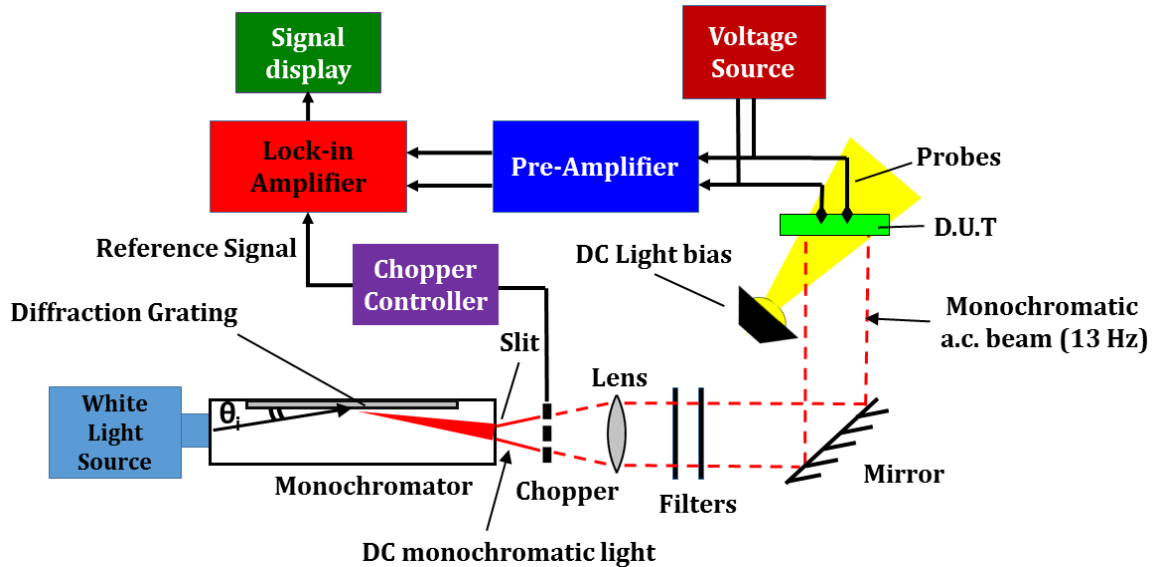 Signal
display
Voltage
Source
Lock-in
Amplifier
Pre-Amplifier
Probes
D.U.T
Reference Signal
Chopper
Controller
DC Light bias
Diffraction Grating
Monochromatic
a.c. beam (13 Hz)
Slit
Lens
White
Light
Source
θi
Monochromator
Chopper
Filters
Mirror
DC monochromatic light